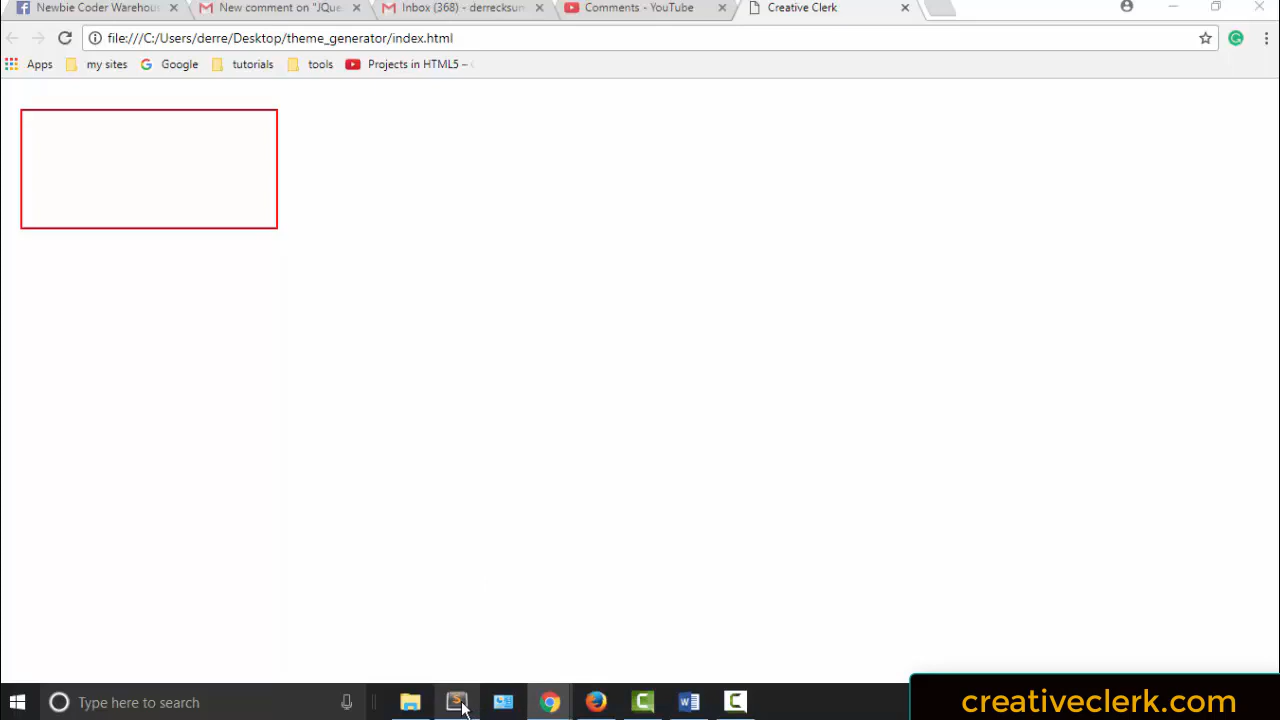 Newbie Coder Warehou
New comment on "JQue
Inbox (368) - derrecksum
Comments - YouTube
Creative Clerk
file:///C:/Users/derre/Desktop/theme_generator/index.html
Apps
my sites
Google
tutorials
tools
Projects in HTML5 –
Type here to search
creativeclerk.com